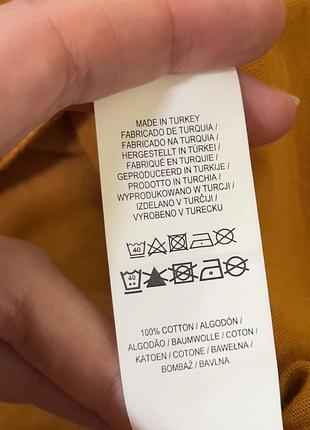 MADE IN TURKEY
FABRICADO DE TURQUIA/
FABRICADO NA TURQUIA/
HERGESTELLT IN TURKEI/
FABRIQUÉ EN TURQUIE/
GEPRODUCEERD IN TURKIJE/
PRODOTTO IN TURCHIA/
WYPRODUKOWANO W TURCJI/
IZDELANO V TURČIJI/
VYROBENO V TURECKU
40
40
100% COTTON / ALGODÓN/
ALGODÃO / BAUMWOLLE / COTON/
KATOEN / COTONE / BAWEŁNA /
BOMBAŽ / BAVLNA